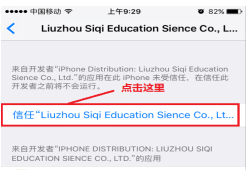 中国移动 上午9:29 82%
Liuzhou Siqi Education Sience Co., L...
来自开发者“iPhone Distribution: Liuzhou Siqi Education
Sience Co., Ltd.”的应用在此 iPhone 未受信任。在信任此
开发者之前将不会运行。
点击这里
信任“Liuzhou Siqi Education Sience Co., Lt...
来自开发者“IPHONE DISTRIBUTION: LIUZHOU SIQI
EDUCATION SIENCE CO., LTD.”的应用